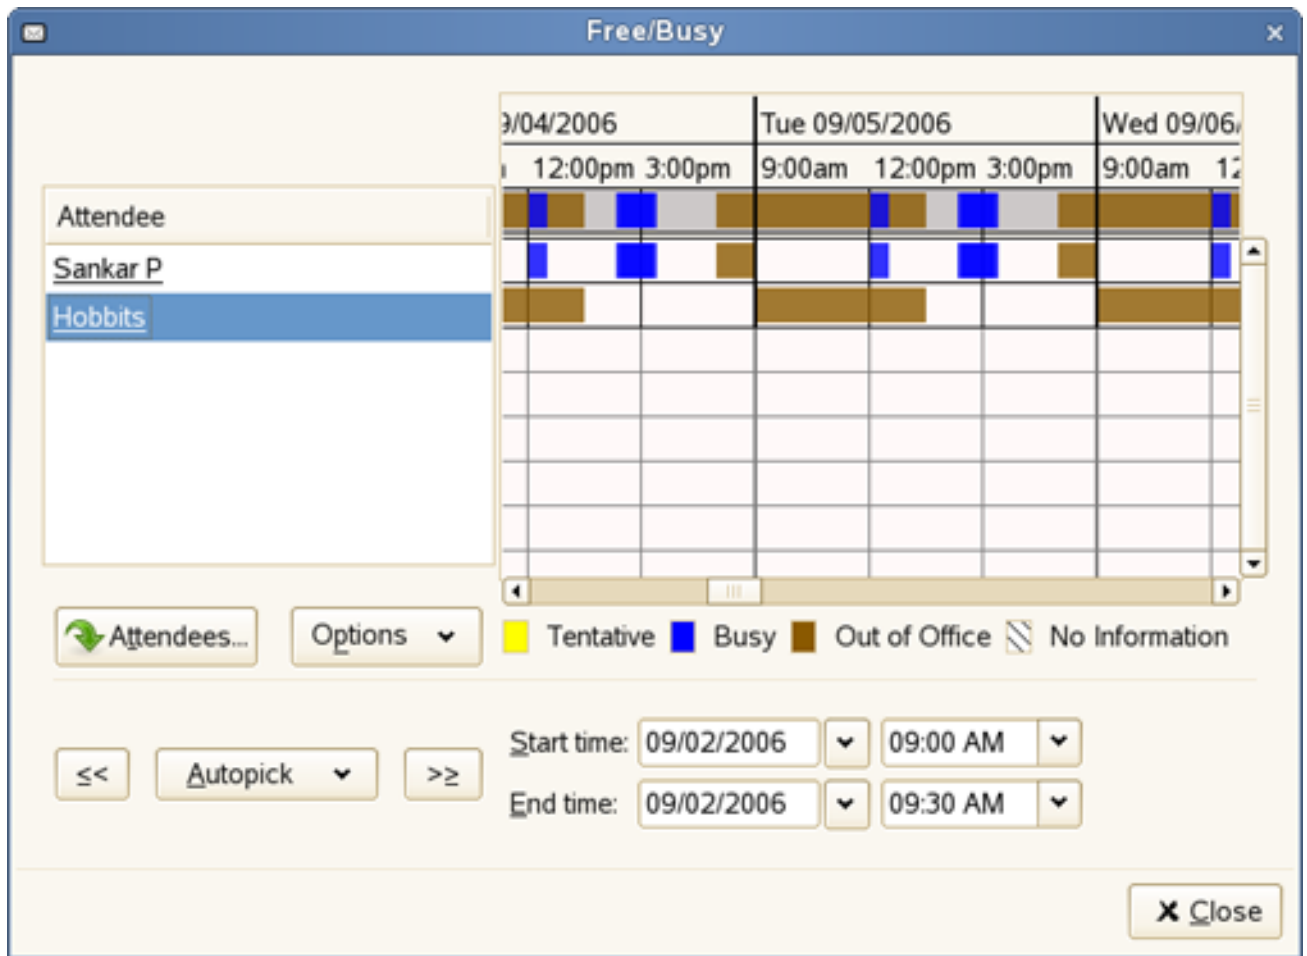 Free/Busy
9/04/2006 Tue 09/05/2006 Wed 09/06/
12:00pm 3:00pm 9:00am 12:00pm 3:00pm 9:00am 12
Attendee
Sankar P
Hobbits
Attendees... Options Tentative Busy Out of Office No Information
Start time: 09/02/2006 09:00 AM
<< Autopick >>
End time: 09/02/2006 09:30 AM
Close